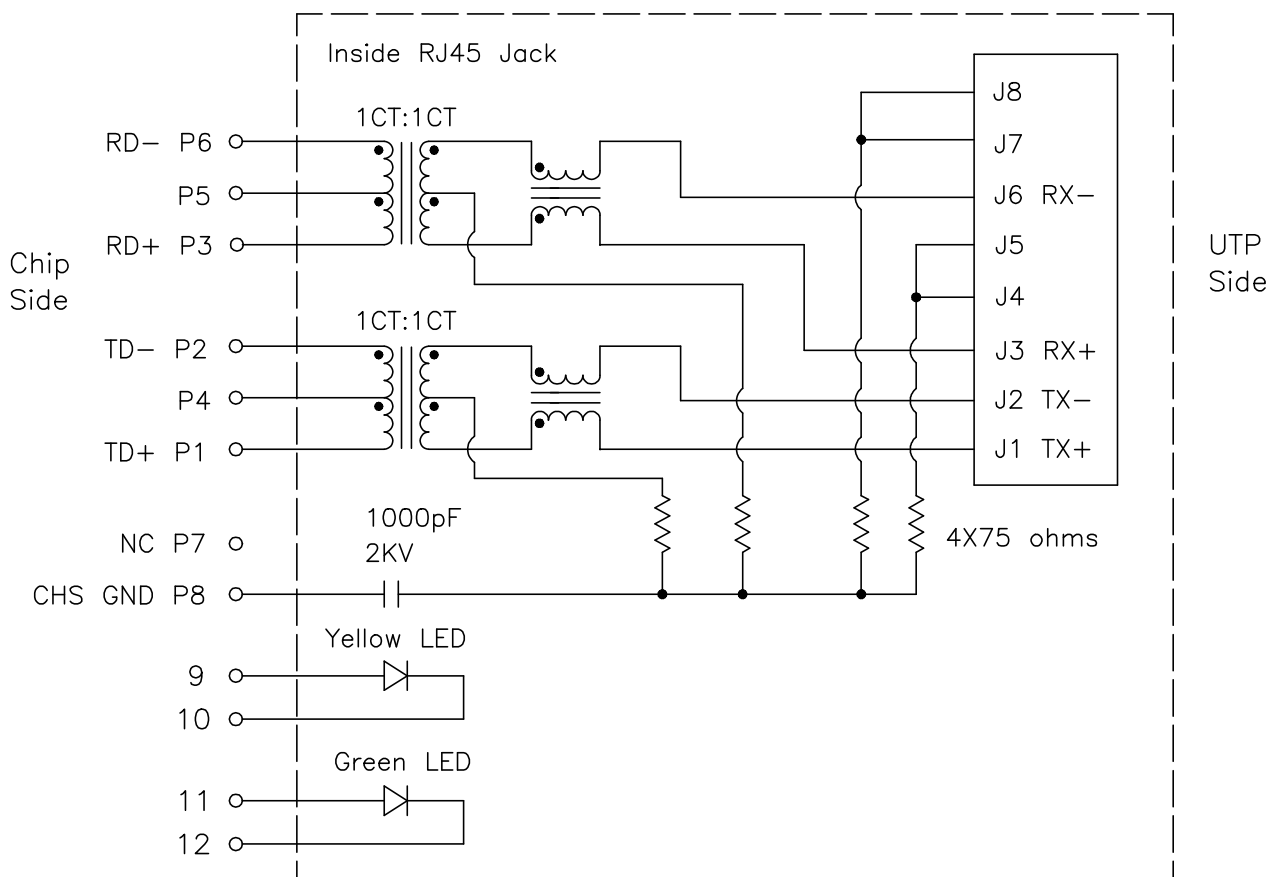 Inside RJ45 Jack
J8
1CT:1CT
RD- P6
J7
P5
J6 RX-
RD+ P3
J5
Chip
Side
UTP
Side
J4
1CT:1CT
TD- P2
J3 RX+
P4
J2 TX-
TD+ P1
J1 TX+
1000pF
2KV
NC P7
4X75 ohms
CHS GND P8
Yellow LED
9
10
Green LED
11
12